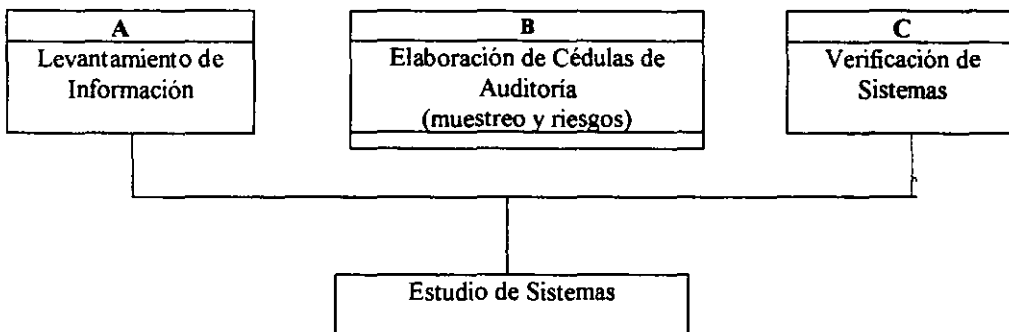 A
Levantamiento de
Información
B
Elaboración de Cédulas de
Auditoría
(muestreo y riesgos)
C
Verificación de
Sistemas
Estudio de Sistemas